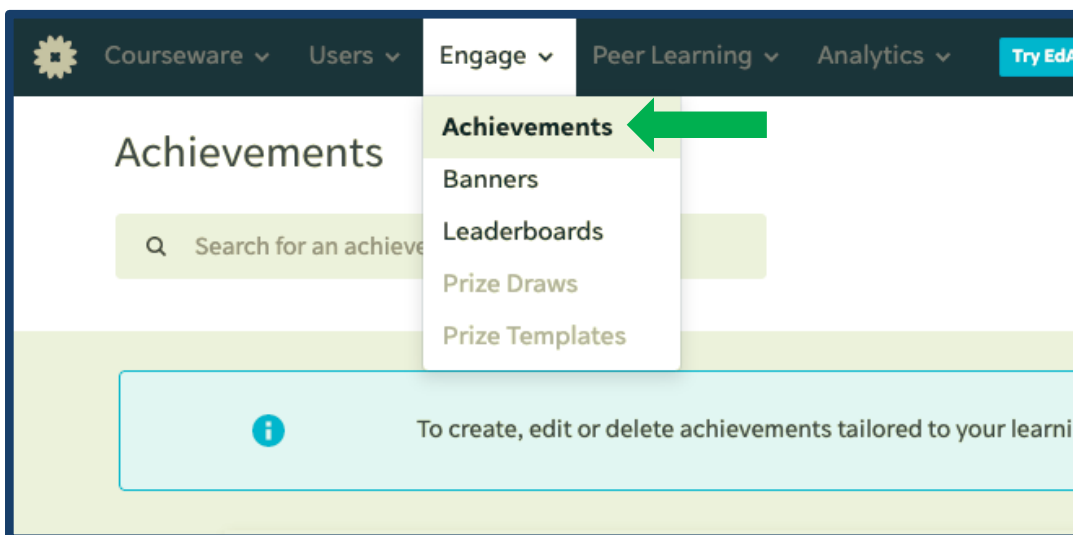 Courseware Users Engage Peer Learning Analytics Try EdA
Achievements
Banners
Leaderboards
Prize Draws
Prize Templates
Achievements
Search for an achieve
To create, edit or delete achievements tailored to your learni